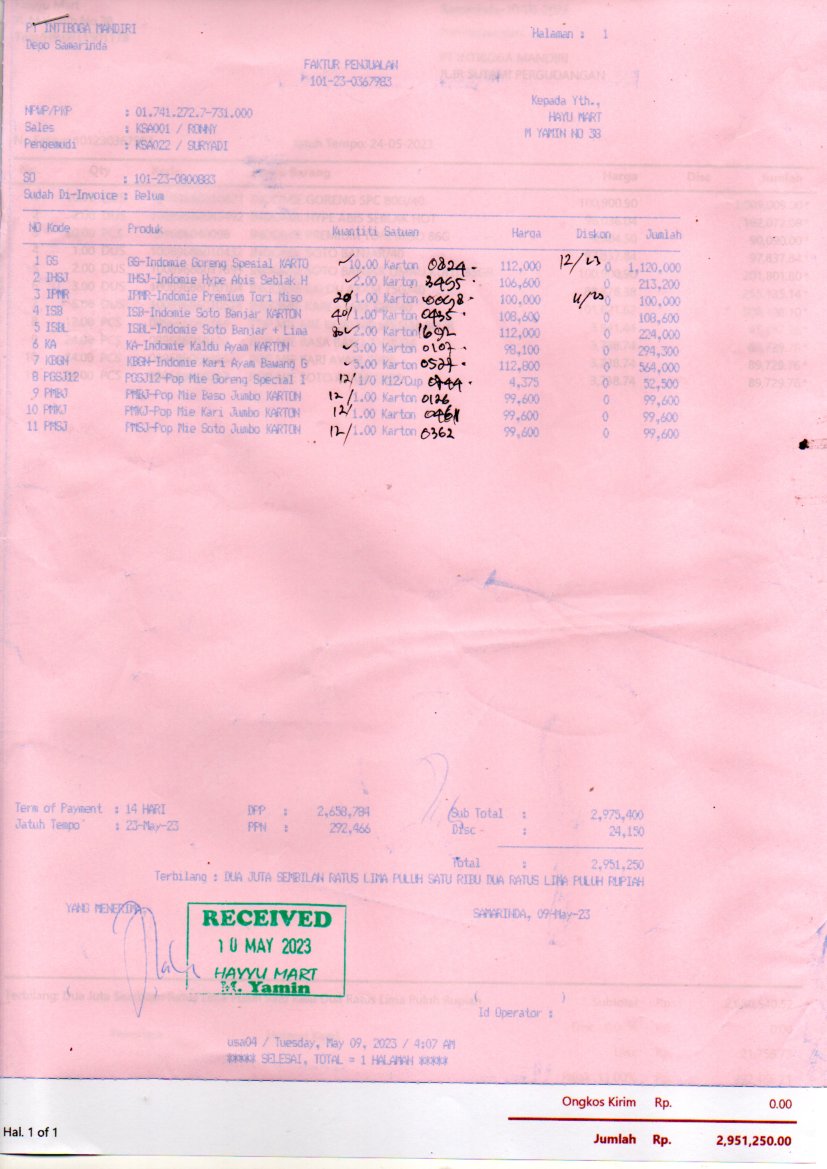 PT INTIBOGA MANDIRI
Depo Samarinda
Halaman : 1
FAKTUR PENJUALAN
101-23-0367983
NPWP/PKP : 01.741.272.7-731.000
Sales : KSA001 / RONNY
Pengemudi : KSA022 / SURYADI
Kepada Yth.,
HAYU MART
M YAMIN NO 38
SO : 101-23-0800883
Sudah Di-Invoice : Belum
NO Kode Produk Kuantiti Satuan Harga Diskon Jumlah
1 GS GS-Indomie Goreng Spesial KARTO 10.00 Karton 0824 112,000 12/23 0 1,120,000
2 IHSJ IHSJ-Indomie Hype Abis Seblak H 2.00 Karton 3495 106,600 0 213,200
3 IPMR IPMR-Indomie Premium Tori Miso 20/ 1.00 Karton 100,000 0 100,000
4 ISB ISB-Indomie Soto Banjar KARTON 40/ 1.00 Karton 0435 108,600 0 108,600
5 ISBL ISBL-Indomie Soto Banjar + Lima 2.00 Karton 112,000 0 224,000
6 KA KA-Indomie Kaldu Ayam KARTON 3.00 Karton 0107 98,100 0 294,300
7 KBGN KBGN-Indomie Kari Ayam Bawang G 5.00 Karton 0527 112,800 0 564,000
8 PGSJ12 PGSJ12-Pop Mie Goreng Special I 12/ 1/0 K12/Cup 0744 4,375 0 52,500
9 PMBJ PMBJ-Pop Mie Baso Jumbo KARTON 12/ 1.00 Karton 0126 99,600 0 99,600
10 PMKJ PMKJ-Pop Mie Kari Jumbo KARTON 12/ 1.00 Karton 99,600 0 99,600
11 PMSJ PMSJ-Pop Mie Soto Jumbo KARTON 12/ 1.00 Karton 0362 99,600 0 99,600
Term of Payment : 14 HARI DPP : 2,658,784 Sub Total : 2,975,400
Jatuh Tempo : 23-May-23 PPN : 292,466 Disc : 24,150
Total : 2,951,250
Terbilang : DUA JUTA SEMBILAN RATUS LIMA PULUH SATU RIBU DUA RATUS LIMA PULUH RUPIAH
YANG MENERIMA
SAMARINDA, 09-May-23
RECEIVED
10 MAY 2023
HAYYU MART
M. Yamin
Id Operator :
usa04 / Tuesday, May 09, 2023 / 4:07 AM
***** SELESAI, TOTAL = 1 HALAMAN *****
Ongkos Kirim Rp. 0.00
Hal. 1 of 1
Jumlah Rp. 2,951,250.00